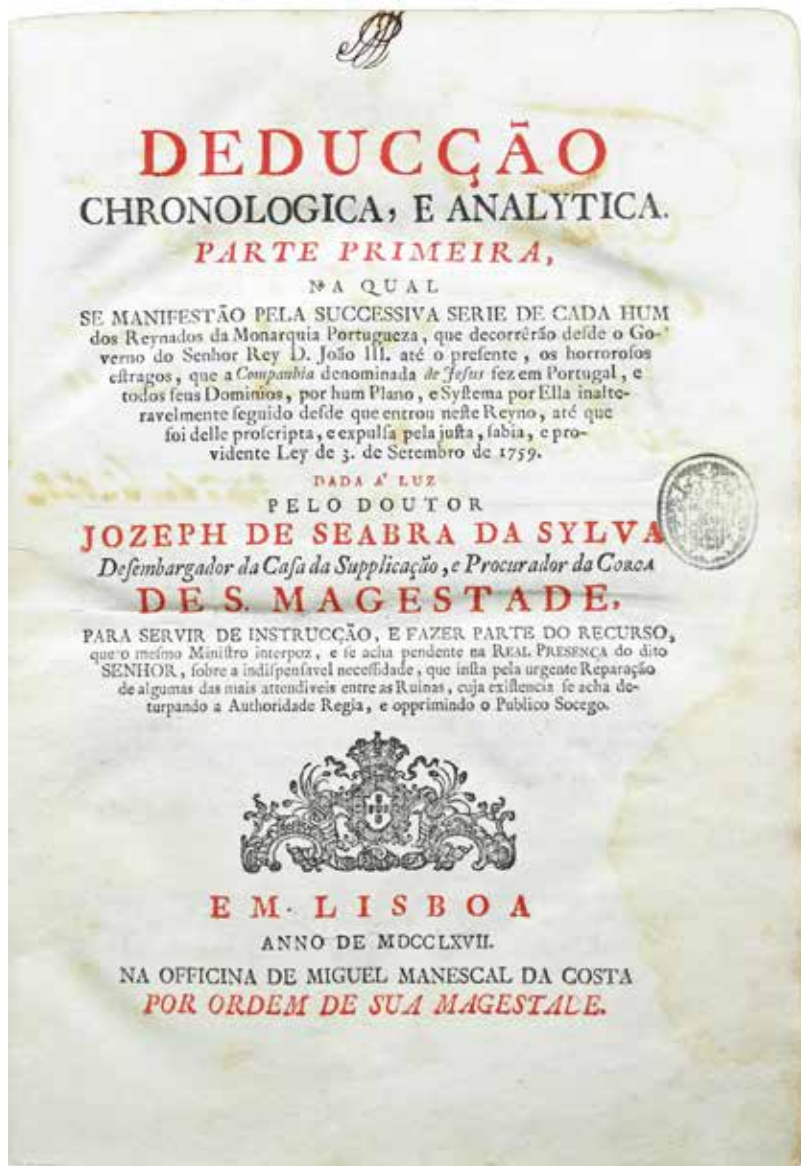 DEDUCÇÃO
CHRONOLOGICA, E ANALYTICA.
PARTE PRIMEIRA,
NA QUAL
SE MANIFESTÃO PELA SUCCESSIVA SERIE DE CADA HUM
dos Reynados da Monarquia Portugueza, que decorrêrão deſde o Go-
verno do Senhor Rey D. João III. até o preſente, os horroroſos
eſtragos, que a Companhia denominada de Jeſus fez em Portugal, e
todos ſeus Dominios, por hum Plano, e Syſtema por Ella inalte-
ravelmente ſeguido deſde que entrou neſte Reyno, até que
foi delle proſcripta, e expulſa pela juſta, ſabia, e pro-
vidente Ley de 3. de Setembro de 1759.
DADA A' LUZ
PELO DOUTOR
JOZEPH DE SEABRA DA SYLVA
Deſembargador da Caſa da Supplicação, e Procurador da COROA
DE S. MAGESTADE,
PARA SERVIR DE INSTRUCÇÃO, E FAZER PARTE DO RECURSO,
que o meſmo Miniſtro interpoz, e ſe acha pendente na REAL PRESENÇA do dito
SENHOR, ſobre a indiſpenſavel neceſſidade, que inſta pela urgente Reparação
de algumas das mais attendiveis entre as Ruinas, cuja exiſtencia ſe acha de-
turpando a Authoridade Regia, e opprimindo o Publico Socego.
EM LISBOA
ANNO DE MDCCLXVII.
NA OFFICINA DE MIGUEL MANESCAL DA COSTA
POR ORDEM DE SUA MAGESTADE.